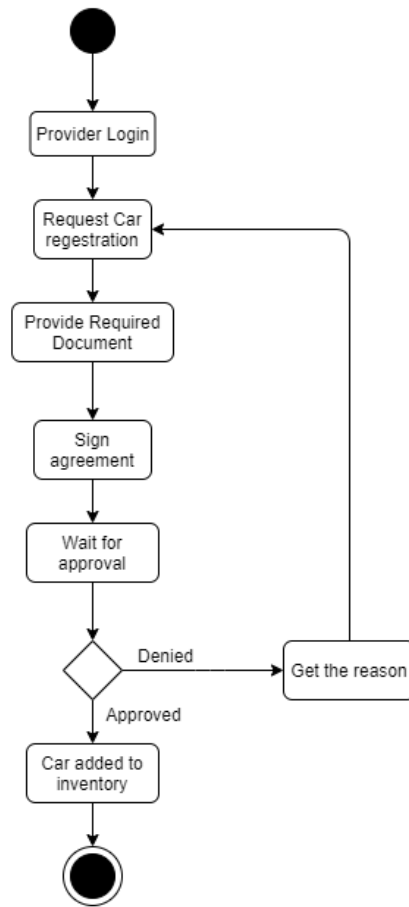 Provider Login
Request Car
regestration
Provide Required
Document
Sign
agreement
Wait for
approval
Denied
Get the reason
Approved
Car added to
inventory